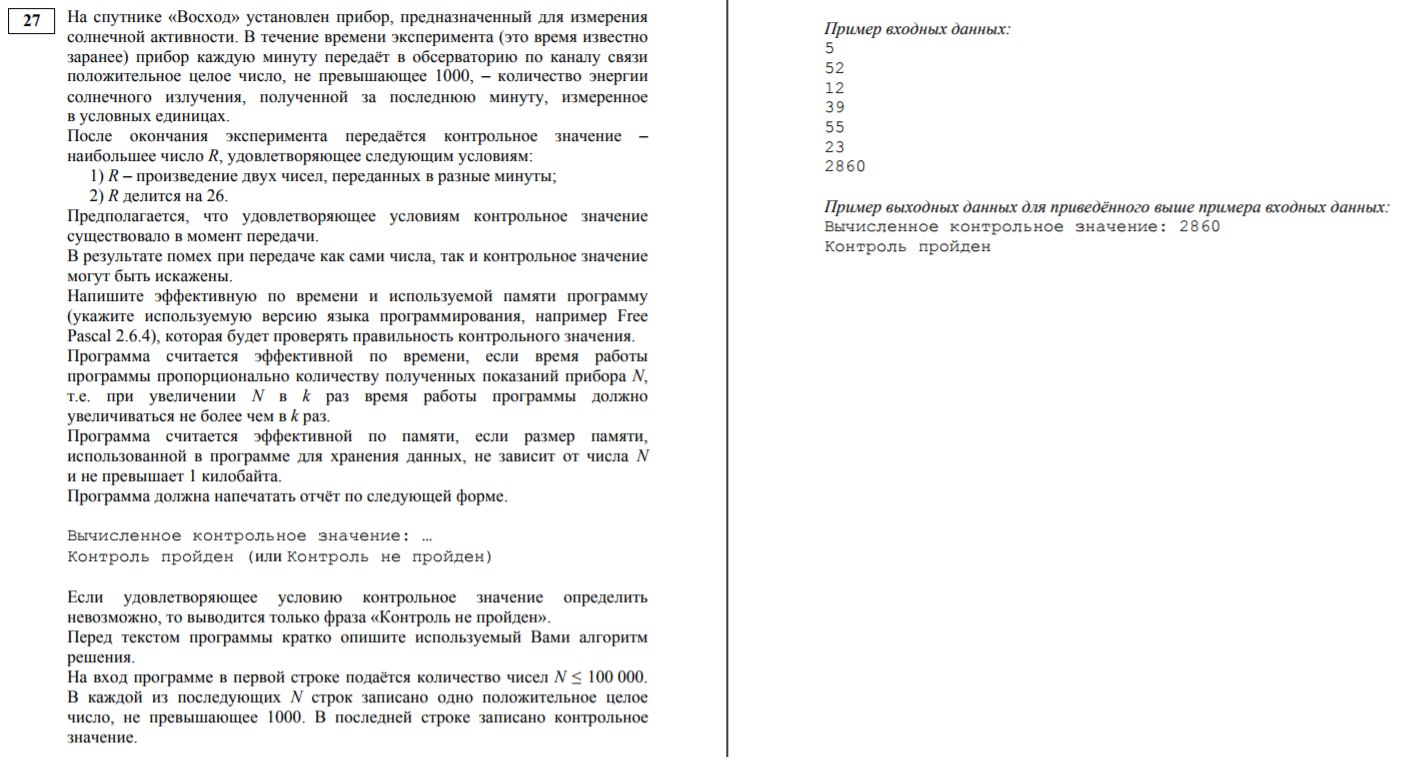 27
На спутнике «Восход» установлен прибор, предназначенный для измерения
солнечной активности. В течение времени эксперимента (это время известно
заранее) прибор каждую минуту передаёт в обсерваторию по каналу связи
положительное целое число, не превышающее 1000, – количество энергии
солнечного излучения, полученной за последнюю минуту, измеренное
в условных единицах.
После окончания эксперимента передаётся контрольное значение –
наибольшее число R, удовлетворяющее следующим условиям:
1) R – произведение двух чисел, переданных в разные минуты;
2) R делится на 26.
Предполагается, что удовлетворяющее условиям контрольное значение
существовало в момент передачи.
В результате помех при передаче как сами числа, так и контрольное значение
могут быть искажены.
Напишите эффективную по времени и используемой памяти программу
(укажите используемую версию языка программирования, например Free
Pascal 2.6.4), которая будет проверять правильность контрольного значения.
Программа считается эффективной по времени, если время работы
программы пропорционально количеству полученных показаний прибора N,
т.е. при увеличении N в k раз время работы программы должно
увеличиваться не более чем в k раз.
Программа считается эффективной по памяти, если размер памяти,
использованной в программе для хранения данных, не зависит от числа N
и не превышает 1 килобайта.
Программа должна напечатать отчёт по следующей форме.
Вычисленное контрольное значение: …
Контроль пройден (или Контроль не пройден)
Если удовлетворяющее условию контрольное значение определить
невозможно, то выводится только фраза «Контроль не пройден».
Перед текстом программы кратко опишите используемый Вами алгоритм
решения.
На вход программе в первой строке подаётся количество чисел N ≤ 100 000.
В каждой из последующих N строк записано одно положительное целое
число, не превышающее 1000. В последней строке записано контрольное
значение.
Пример входных данных:
5
52
12
39
55
23
2860
Пример выходных данных для приведённого выше примера входных данных:
Вычисленное контрольное значение: 2860
Контроль пройден